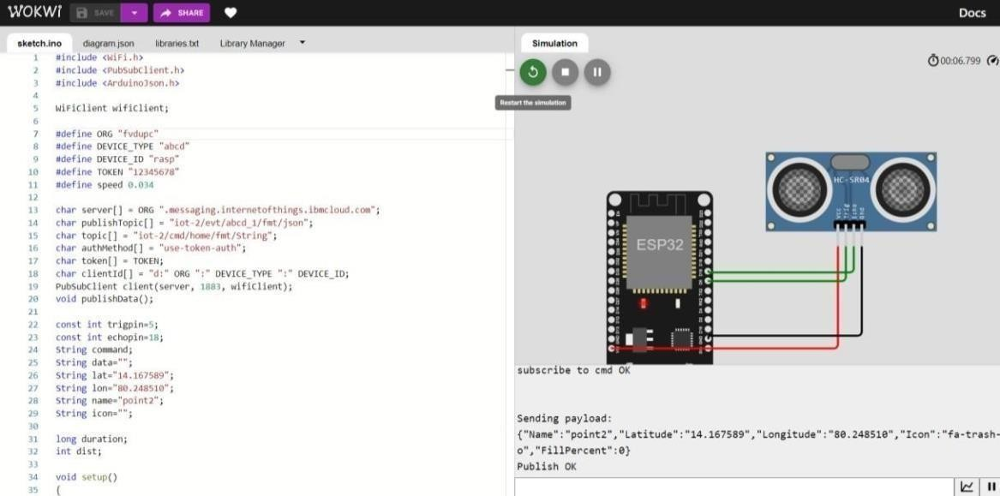 WOKWI
SAVE
SHARE
Docs
sketch.ino
diagram.json
libraries.txt
Library Manager
1 #include <WiFi.h>
2 #include <PubSubClient.h>
3 #include <ArduinoJson.h>
4
5 WiFiClient wifiClient;
6
7 #define ORG "fvdupc"
8 #define DEVICE_TYPE "abcd"
9 #define DEVICE_ID "rasp"
10 #define TOKEN "12345678"
11 #define speed 0.034
12
13 char server[] = ORG ".messaging.internetofthings.ibmcloud.com";
14 char publishTopic[] = "iot-2/evt/abcd_1/fmt/json";
15 char topic[] = "iot-2/cmd/home/fmt/String";
16 char authMethod[] = "use-token-auth";
17 char token[] = TOKEN;
18 char clientId[] = "d:" ORG ":" DEVICE_TYPE ":" DEVICE_ID;
19 PubSubClient client(server, 1883, wifiClient);
20 void publishData();
21
22 const int trigpin=5;
23 const int echopin=18;
24 String command;
25 String data="";
26 String lat="14.167589";
27 String lon="80.248510";
28 String name="point2";
29 String icon="";
30
31 long duration;
32 int dist;
33
34 void setup()
35 {
Simulation
00:06.799
Restart the simulation
HC-SR04
Vcc
Trig
Echo
Gnd
ESP32
subscribe to cmd OK
Sending payload:
{"Name":"point2","Latitude":"14.167589","Longitude":"80.248510","Icon":"fa-trash-
o","FillPercent":0}
Publish OK